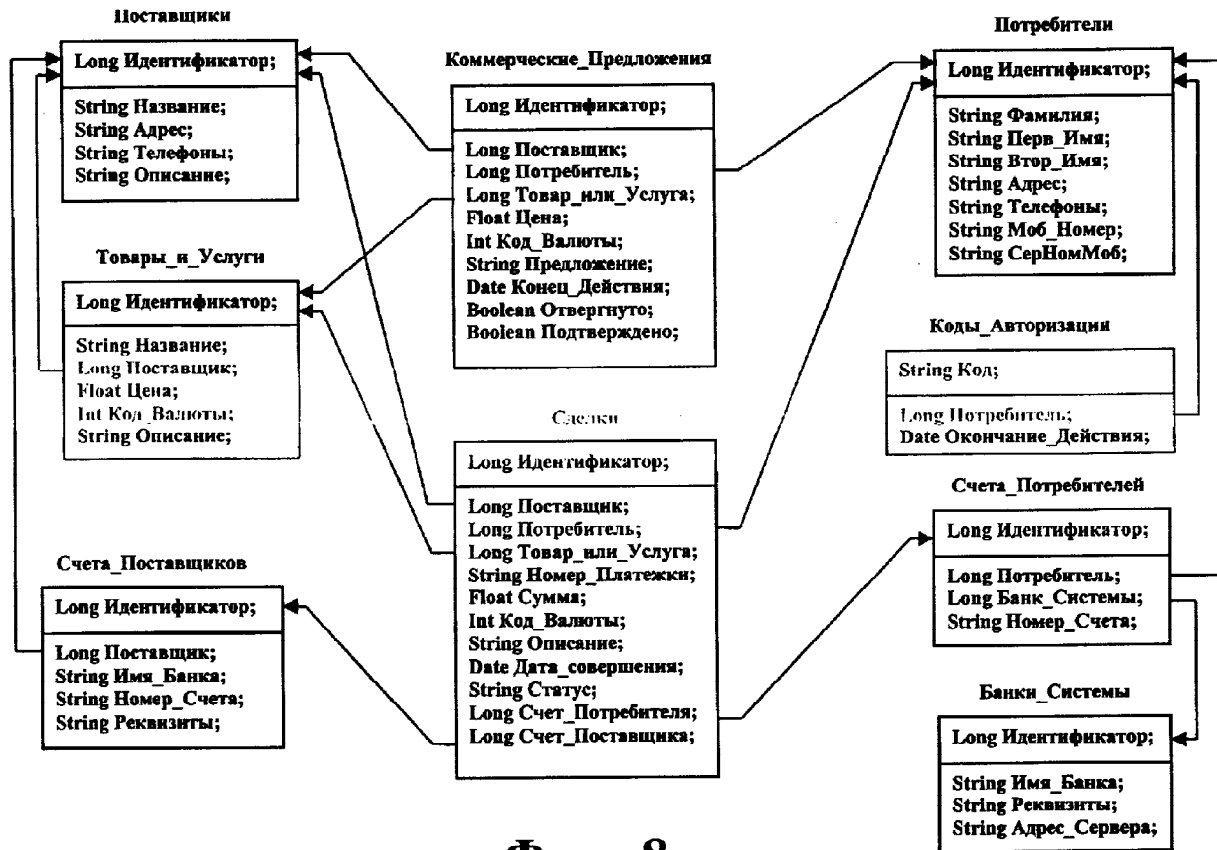 Поставщики
Long Идентификатор;
String Название;
String Адрес;
String Телефоны;
String Описание;
Товары_и_Услуги
Long Идентификатор;
String Название;
Long Поставщик;
Float Цена;
Int Код_Валюты;
String Описание;
Счета_Поставщиков
Long Идентификатор;
Long Поставщик;
String Имя_Банка;
String Номер_Счета;
String Реквизиты;
Коммерческие_Предложения
Long Идентификатор;
Long Поставщик;
Long Потребитель;
Long Товар_или_Услуга;
Float Цена;
Int Код_Валюты;
String Предложение;
Date Конец_Действия;
Boolean Отвергнуто;
Boolean Подтверждено;
Сделки
Long Идентификатор;
Long Поставщик;
Long Потребитель;
Long Товар_или_Услуга;
String Номер_Платежки;
Float Сумма;
Int Код_Валюты;
String Описание;
Date Дата_совершения;
String Статус;
Long Счет_Потребителя;
Long Счет_Поставщика;
Потребители
Long Идентификатор;
String Фамилия;
String Перв_Имя;
String Втор_Имя;
String Адрес;
String Телефоны;
String Моб_Номер;
String СерНомМоб;
Коды_Авторизации
String Код;
Long Потребитель;
Date Окончание_Действия;
Счета_Потребителей
Long Идентификатор;
Long Потребитель;
Long Банк_Системы;
String Номер_Счета;
Банки_Системы
Long Идентификатор;
String Имя_Банка;
String Реквизиты;
String Адрес_Сервера;